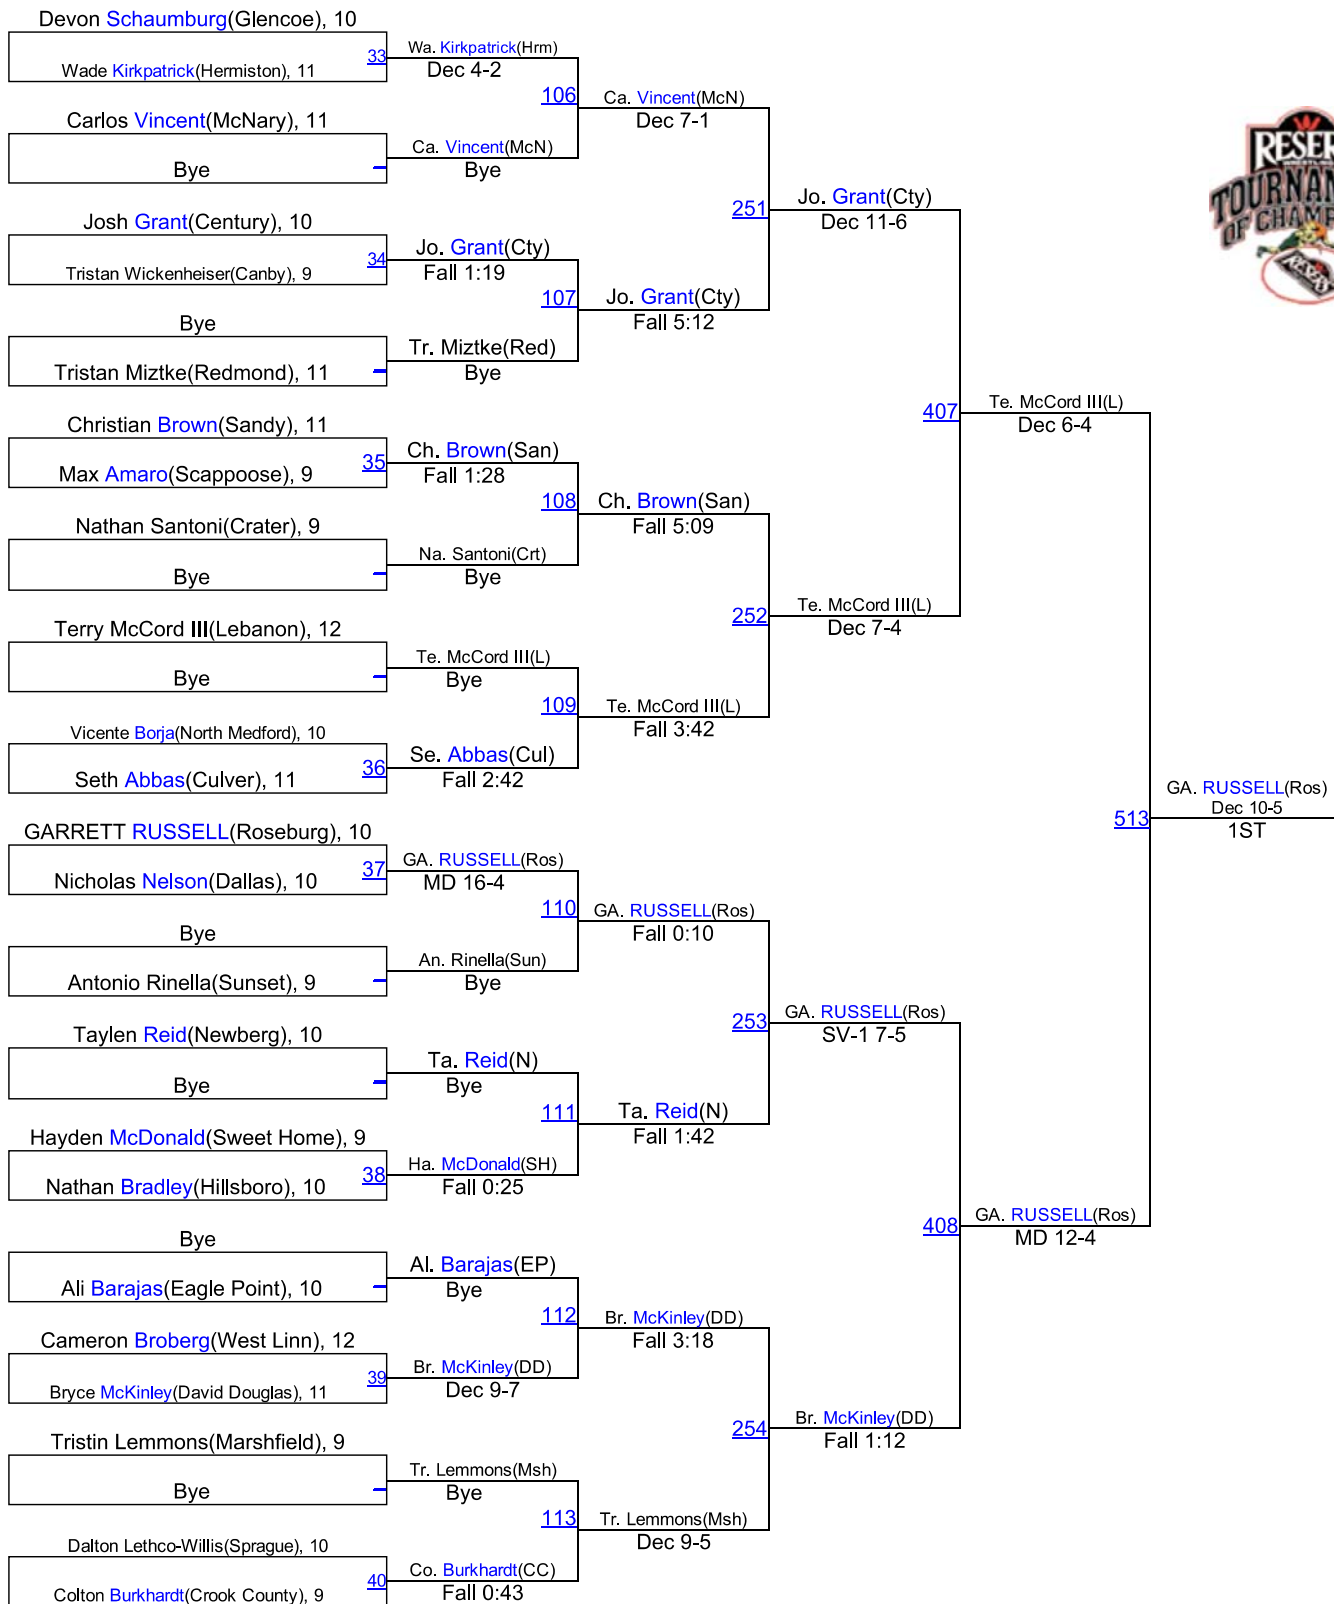 Devon Schaumburg(Glencoe), 10
33
Wade Kirkpatrick(Hermiston), 11
Carlos Vincent(McNary), 11
Bye
Josh Grant(Century), 10
34
Tristan Wickenheiser(Canby), 9
Bye
Tristan Miztke(Redmond), 11
Christian Brown(Sandy), 11
35
Max Amaro(Scappoose), 9
Nathan Santoni(Crater), 9
Bye
Terry McCord III(Lebanon), 12
Bye
Vicente Borja(North Medford), 10
36
Seth Abbas(Culver), 11
GARRETT RUSSELL(Roseburg), 10
37
Nicholas Nelson(Dallas), 10
Bye
Antonio Rinella(Sunset), 9
Taylen Reid(Newberg), 10
Bye
Hayden McDonald(Sweet Home), 9
38
Nathan Bradley(Hillsboro), 10
Bye
Ali Barajas(Eagle Point), 10
Cameron Broberg(West Linn), 12
39
Bryce McKinley(David Douglas), 11
Tristin Lemmons(Marshfield), 9
Bye
Dalton Lethco-Willis(Sprague), 10
40
Colton Burkhardt(Crook County), 9
Wa. Kirkpatrick(Hrm)
Dec 4-2
106
Ca. Vincent(McN)
Bye
Jo. Grant(Cty)
Fall 1:19
107
Tr. Miztke(Red)
Bye
Ch. Brown(San)
Fall 1:28
108
Na. Santoni(Crt)
Bye
Te. McCord III(L)
Bye
109
Se. Abbas(Cul)
Fall 2:42
GA. RUSSELL(Ros)
MD 16-4
110
An. Rinella(Sun)
Bye
Ta. Reid(N)
Bye
111
Ha. McDonald(SH)
Fall 0:25
Al. Barajas(EP)
Bye
112
Br. McKinley(DD)
Dec 9-7
Tr. Lemmons(Msh)
Bye
113
Co. Burkhardt(CC)
Fall 0:43
Ca. Vincent(McN)
Dec 7-1
251
Jo. Grant(Cty)
Fall 5:12
Ch. Brown(San)
Fall 5:09
252
Te. McCord III(L)
Fall 3:42
GA. RUSSELL(Ros)
Fall 0:10
253
Ta. Reid(N)
Fall 1:42
Br. McKinley(DD)
Fall 3:18
254
Tr. Lemmons(Msh)
Dec 9-5
Jo. Grant(Cty)
Dec 11-6
407
Te. McCord III(L)
Dec 7-4
GA. RUSSELL(Ros)
SV-1 7-5
408
Br. McKinley(DD)
Fall 1:12
Te. McCord III(L)
Dec 6-4
513
GA. RUSSELL(Ros)
MD 12-4
GA. RUSSELL(Ros)
Dec 10-5
1ST